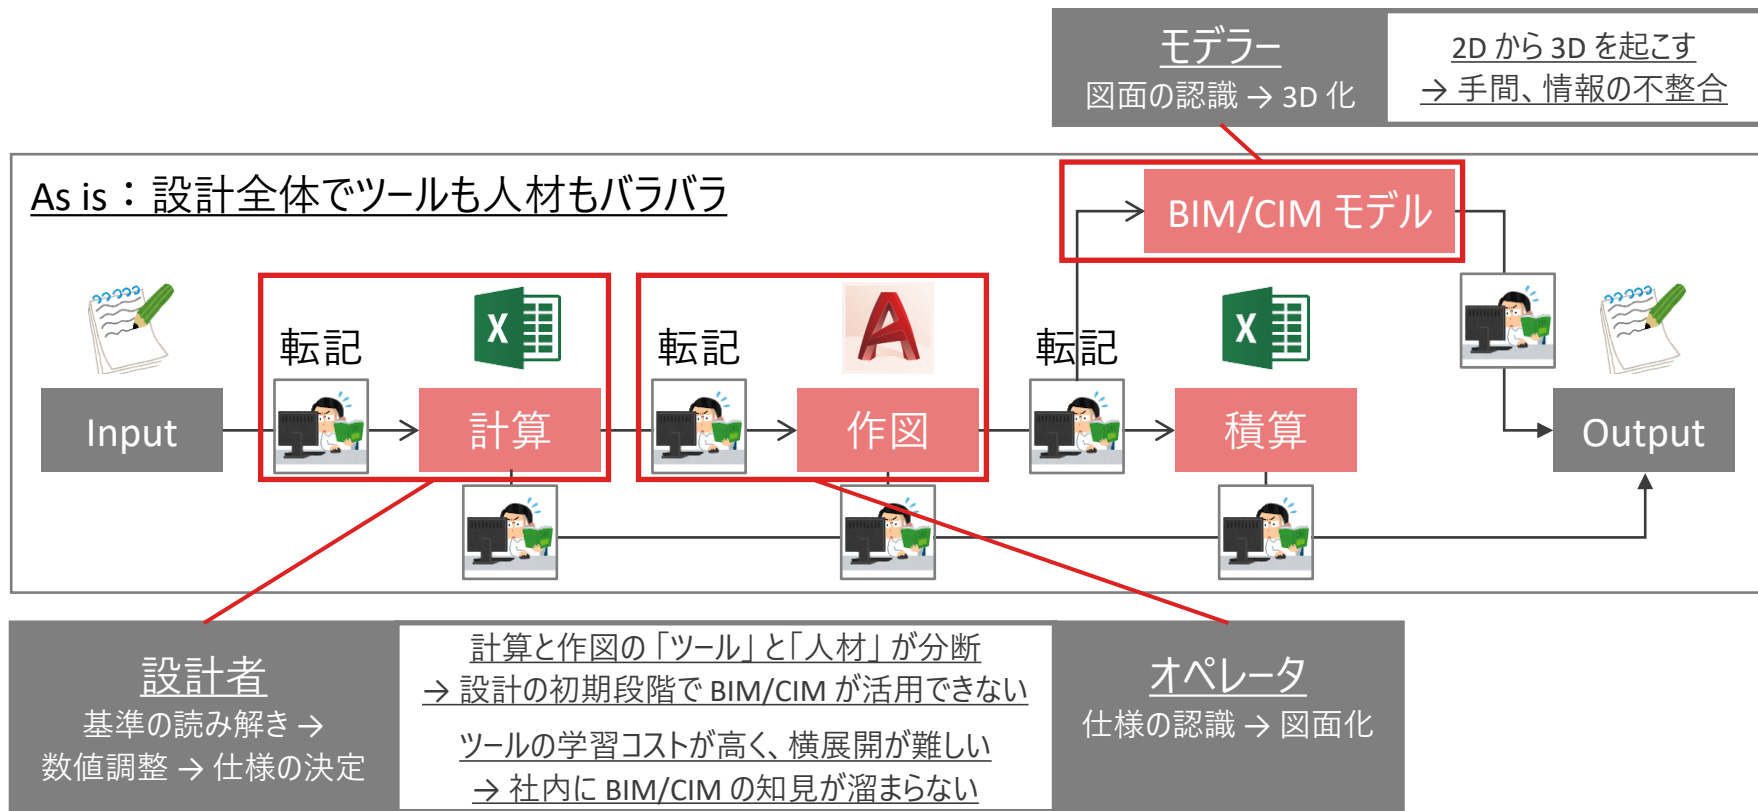 モデラー
図面の認識 → 3D 化
2D から 3D を起こす
→ 手間、情報の不整合
As is：設計全体でツールも人材もバラバラ
BIM/CIM モデル
転記
転記
転記
Input
計算
作図
積算
Output
設計者
基準の読み解き →
数値調整 → 仕様の決定
計算と作図の「ツール」と「人材」が分断
→ 設計の初期段階で BIM/CIM が活用できない
ツールの学習コストが高く、横展開が難しい
→ 社内に BIM/CIM の知見が溜まらない
オペレータ
仕様の認識 → 図面化